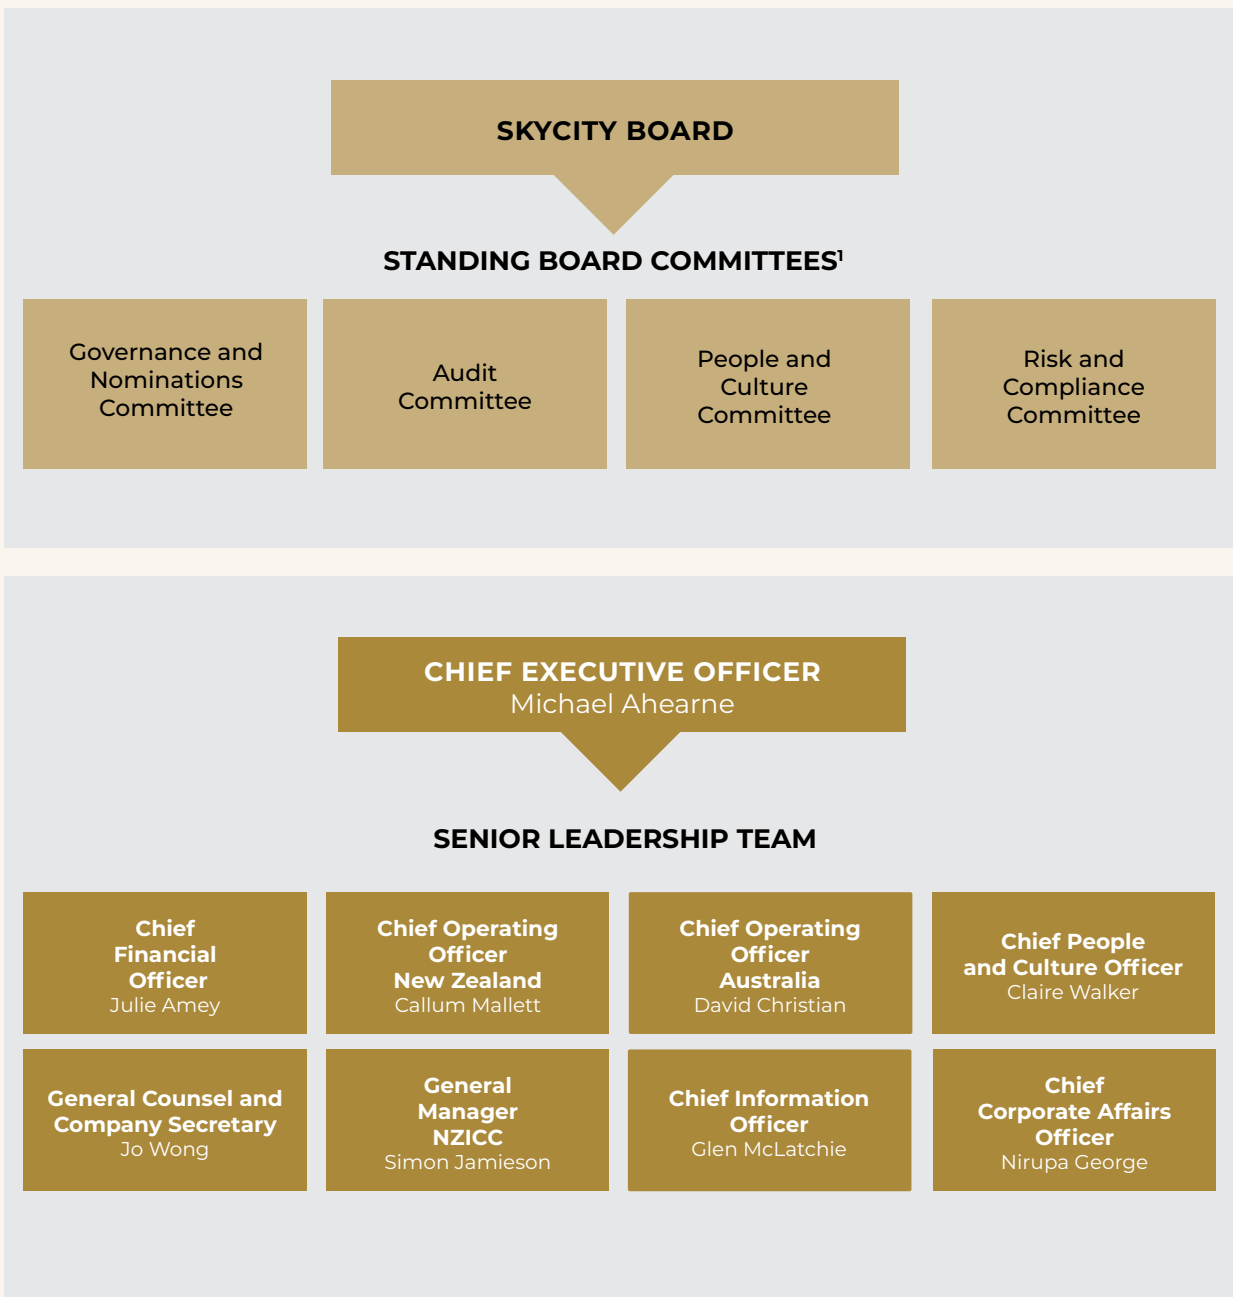 SKYCITY BOARD
STANDING BOARD COMMITTEES¹
Governance and
Nominations
Committee
Audit
Committee
People and
Culture
Committee
Risk and
Compliance
Committee
CHIEF EXECUTIVE OFFICER
Michael Ahearne
SENIOR LEADERSHIP TEAM
Chief
Financial
Officer
Julie Amey
Chief Operating
Officer
New Zealand
Callum Mallett
Chief Operating
Officer
Australia
David Christian
Chief People
and Culture Officer
Claire Walker
General Counsel and
Company Secretary
Jo Wong
General
Manager
NZICC
Simon Jamieson
Chief Information
Officer
Glen McLatchie
Chief
Corporate Affairs
Officer
Nirupa George